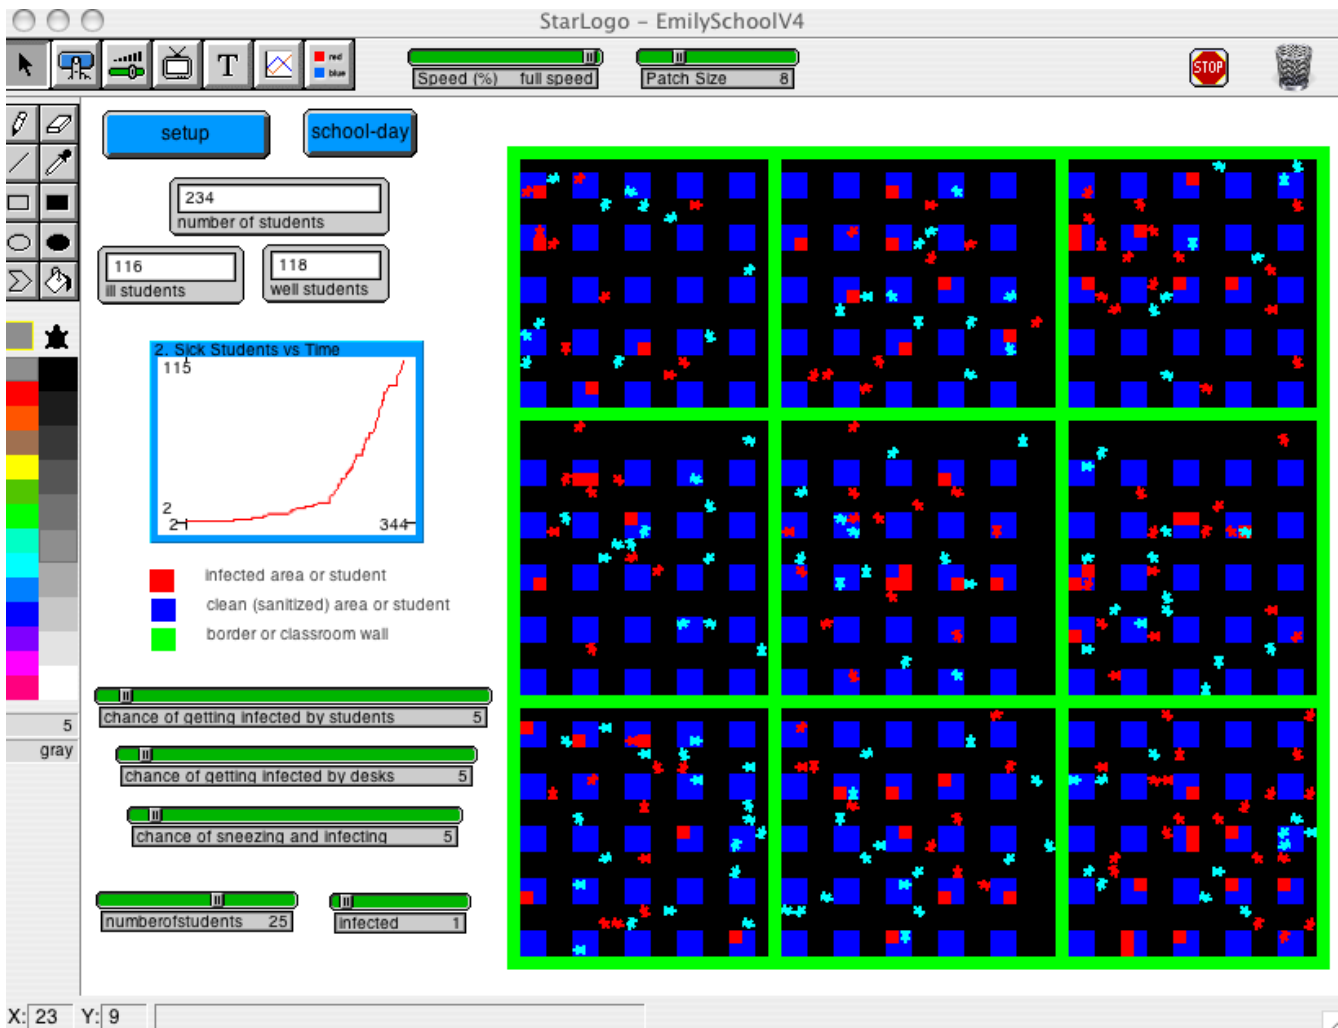 StarLogo - EmilySchoolV4
T
red
blue
Speed (%) full speed
Patch Size 8
STOP
setup
school-day
234
number of students
116
ill students
118
well students
2. Sick Students vs Time
115
2
2
344
infected area or student
clean (sanitized) area or student
border or classroom wall
chance of getting infected by students 5
chance of getting infected by desks 5
chance of sneezing and infecting 5
numberofstudents 25
infected 1
5
gray
X: 23 Y: 9